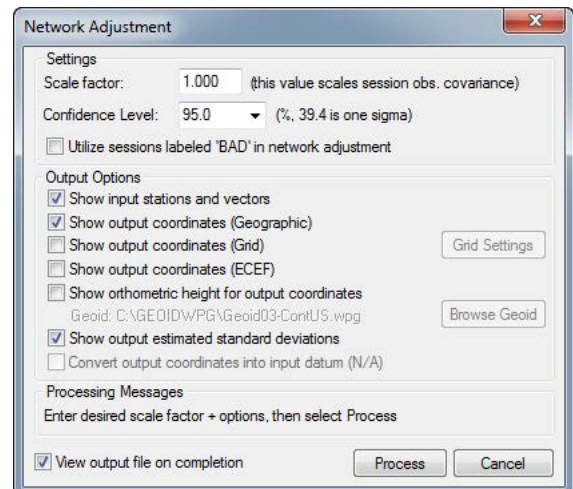 Network Adjustment
Settings
Scale factor: 1.000 (this value scales session obs. covariance)
Confidence Level: 95.0 (%, 39.4 is one sigma)
Utilize sessions labeled 'BAD' in network adjustment
Output Options
Show input stations and vectors
Show output coordinates (Geographic)
Show output coordinates (Grid) Grid Settings
Show output coordinates (ECEF)
Show orthometric height for output coordinates
Geoid: C:\GEOIDWPG\Geoid03-ContUS.wpg Browse Geoid
Show output estimated standard deviations
Convert output coordinates into input datum (N/A)
Processing Messages
Enter desired scale factor + options, then select Process
View output file on completion Process Cancel